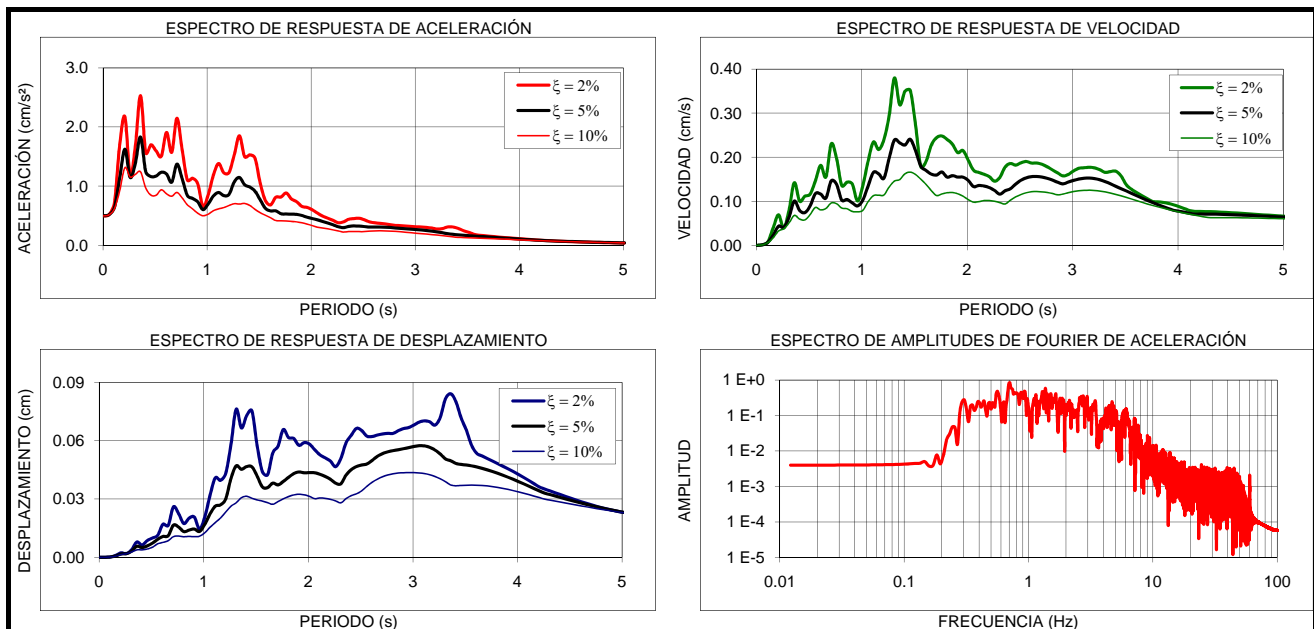 ESPECTRO DE RESPUESTA DE ACELERACIÓN
ACELERACIÓN (cm/s²)
3.0
2.0
1.0
0.0
ξ = 2%
ξ = 5%
ξ = 10%
0 1 2 3 4 5
PERIODO (s)
ESPECTRO DE RESPUESTA DE VELOCIDAD
VELOCIDAD (cm/s)
0.40
0.30
0.20
0.10
0.00
ξ = 2%
ξ = 5%
ξ = 10%
0 1 2 3 4 5
PERIODO (s)
ESPECTRO DE RESPUESTA DE DESPLAZAMIENTO
DESPLAZAMIENTO (cm)
0.09
0.06
0.03
0.00
ξ = 2%
ξ = 5%
ξ = 10%
0 1 2 3 4 5
PERIODO (s)
ESPECTRO DE AMPLITUDES DE FOURIER DE ACELERACIÓN
AMPLITUD
1 E+0
1 E-1
1 E-2
1 E-3
1 E-4
1 E-5
0.01 0.1 1 10 100
FRECUENCIA (Hz)